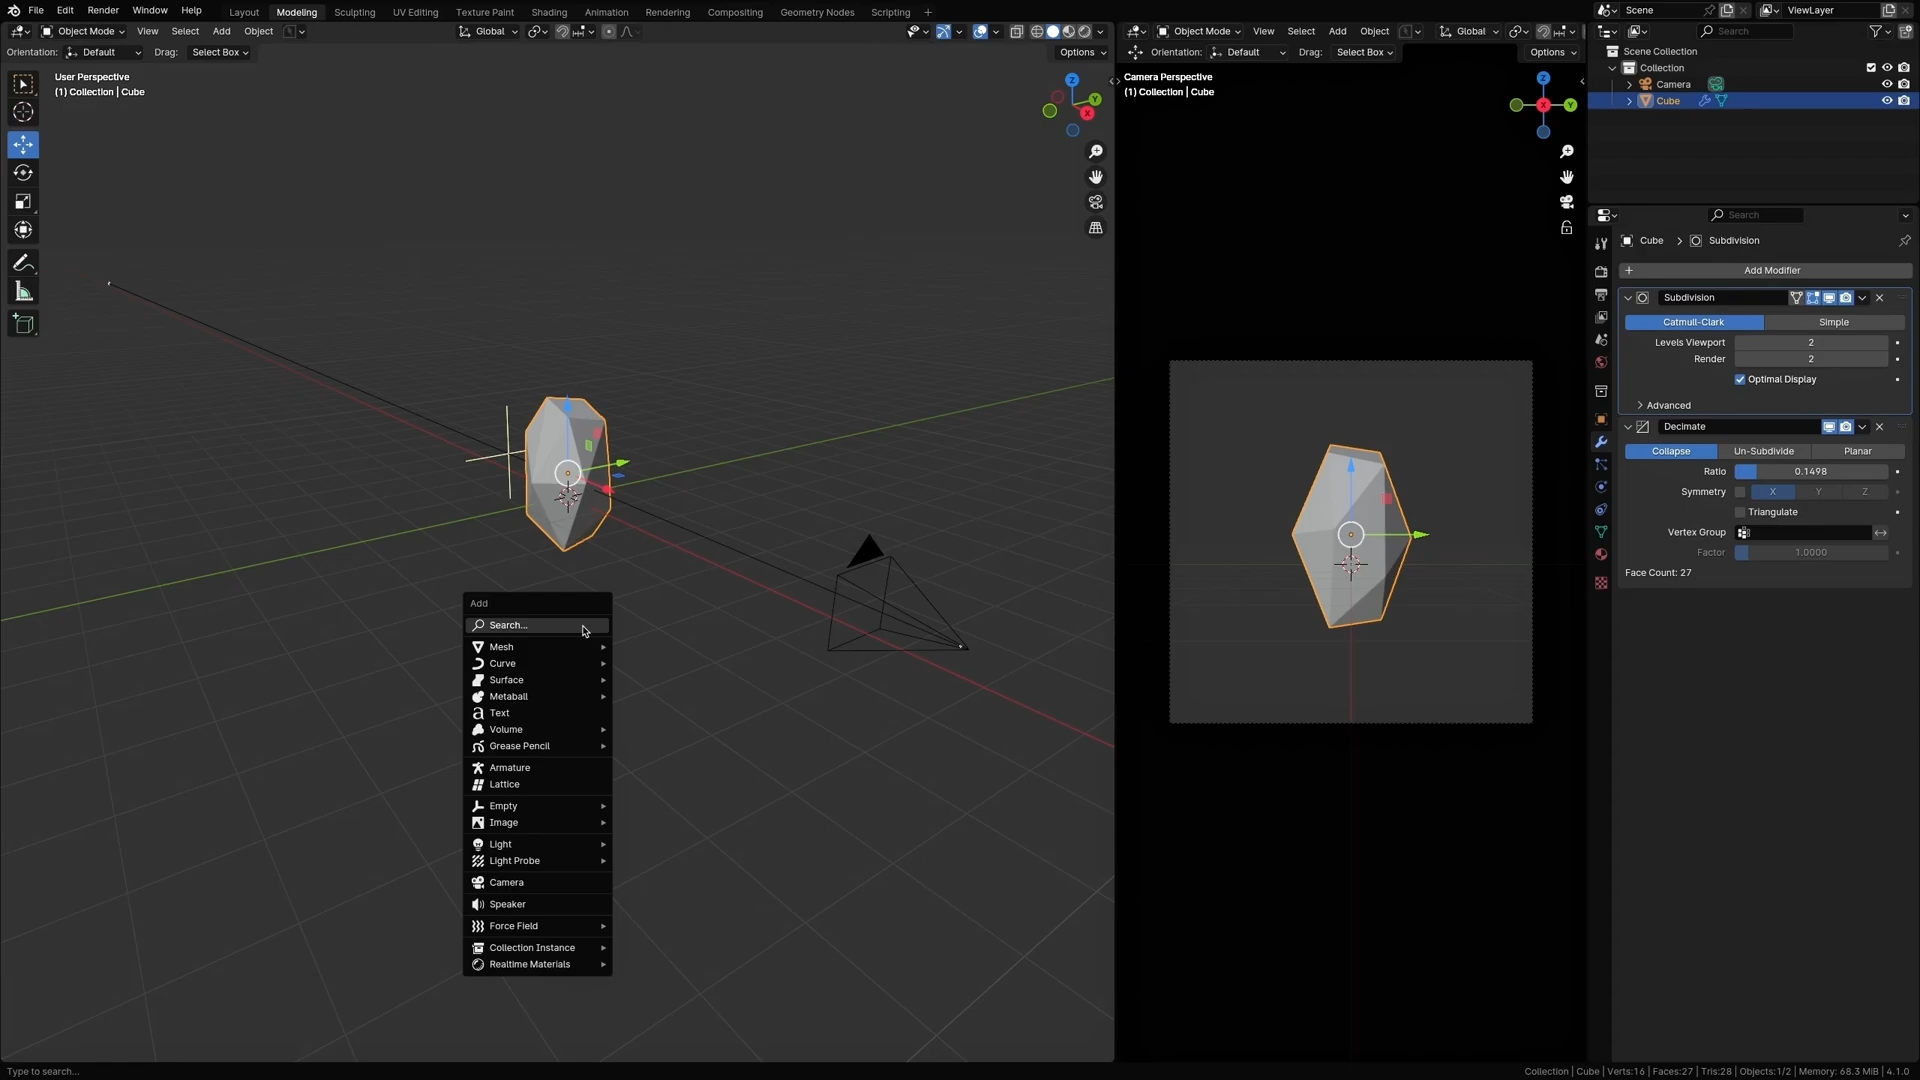 File Edit Render Window Help Layout Modeling Sculpting UV Editing Texture Paint Shading Animation Rendering Compositing Geometry Nodes Scripting + Scene ViewLayer
Object Mode View Select Add Object Global Object Mode View Select Add Object Global Search
Orientation: Default Drag: Select Box Options Orientation: Default Drag: Select Box Options
Scene Collection
Collection
Camera
Cube
User Perspective
(1) Collection | Cube
Z
Y
X
Camera Perspective
(1) Collection | Cube
Z
X
Y
Add
Search...
Mesh
Curve
Surface
Metaball
Text
Volume
Grease Pencil
Armature
Lattice
Empty
Image
Light
Light Probe
Camera
Speaker
Force Field
Collection Instance
Realtime Materials
Search
Cube > Subdivision
+ Add Modifier
Subdivision
Catmull-Clark Simple
Levels Viewport 2
Render 2
Optimal Display
Advanced
Decimate
Collapse Un-Subdivide Planar
Ratio 0.1498
Symmetry X Y Z
Triangulate
Vertex Group
Factor 1.0000
Face Count: 27
Type to search...
Collection | Cube | Verts:16 | Faces:27 | Tris:28 | Objects:1/2 | Memory: 68.3 MiB | 4.1.0